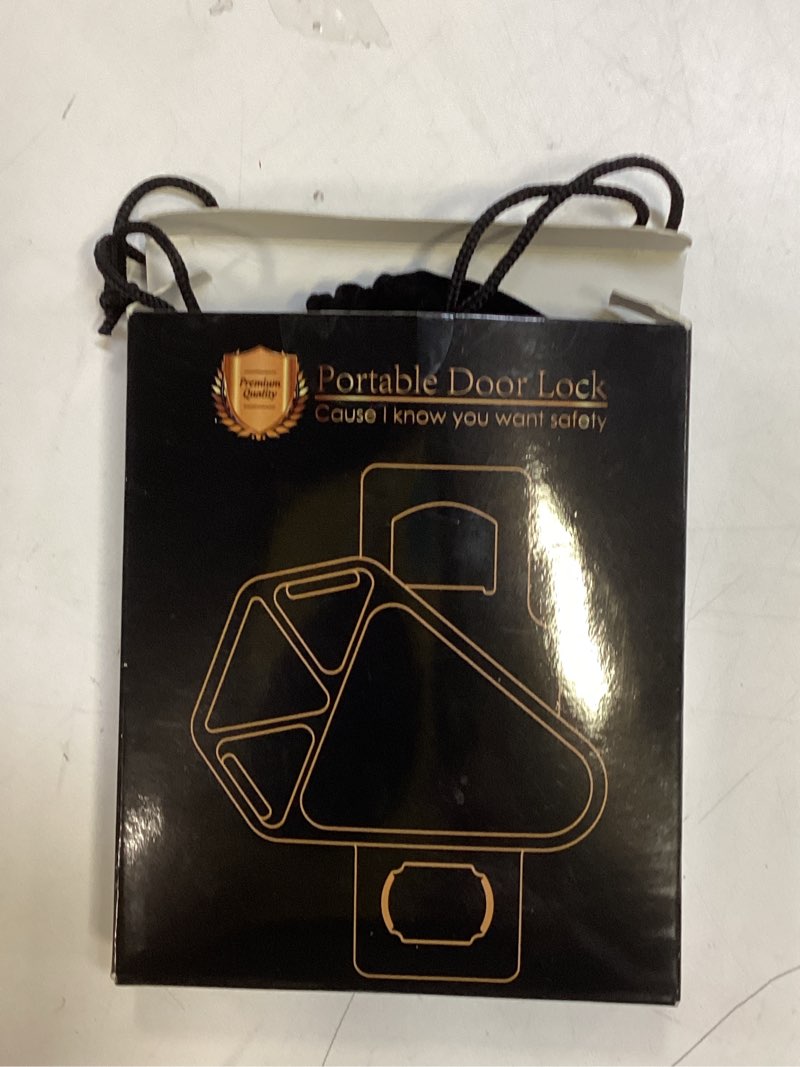 Premium
Quality
Portable Door Lock
Cause I know you want safety